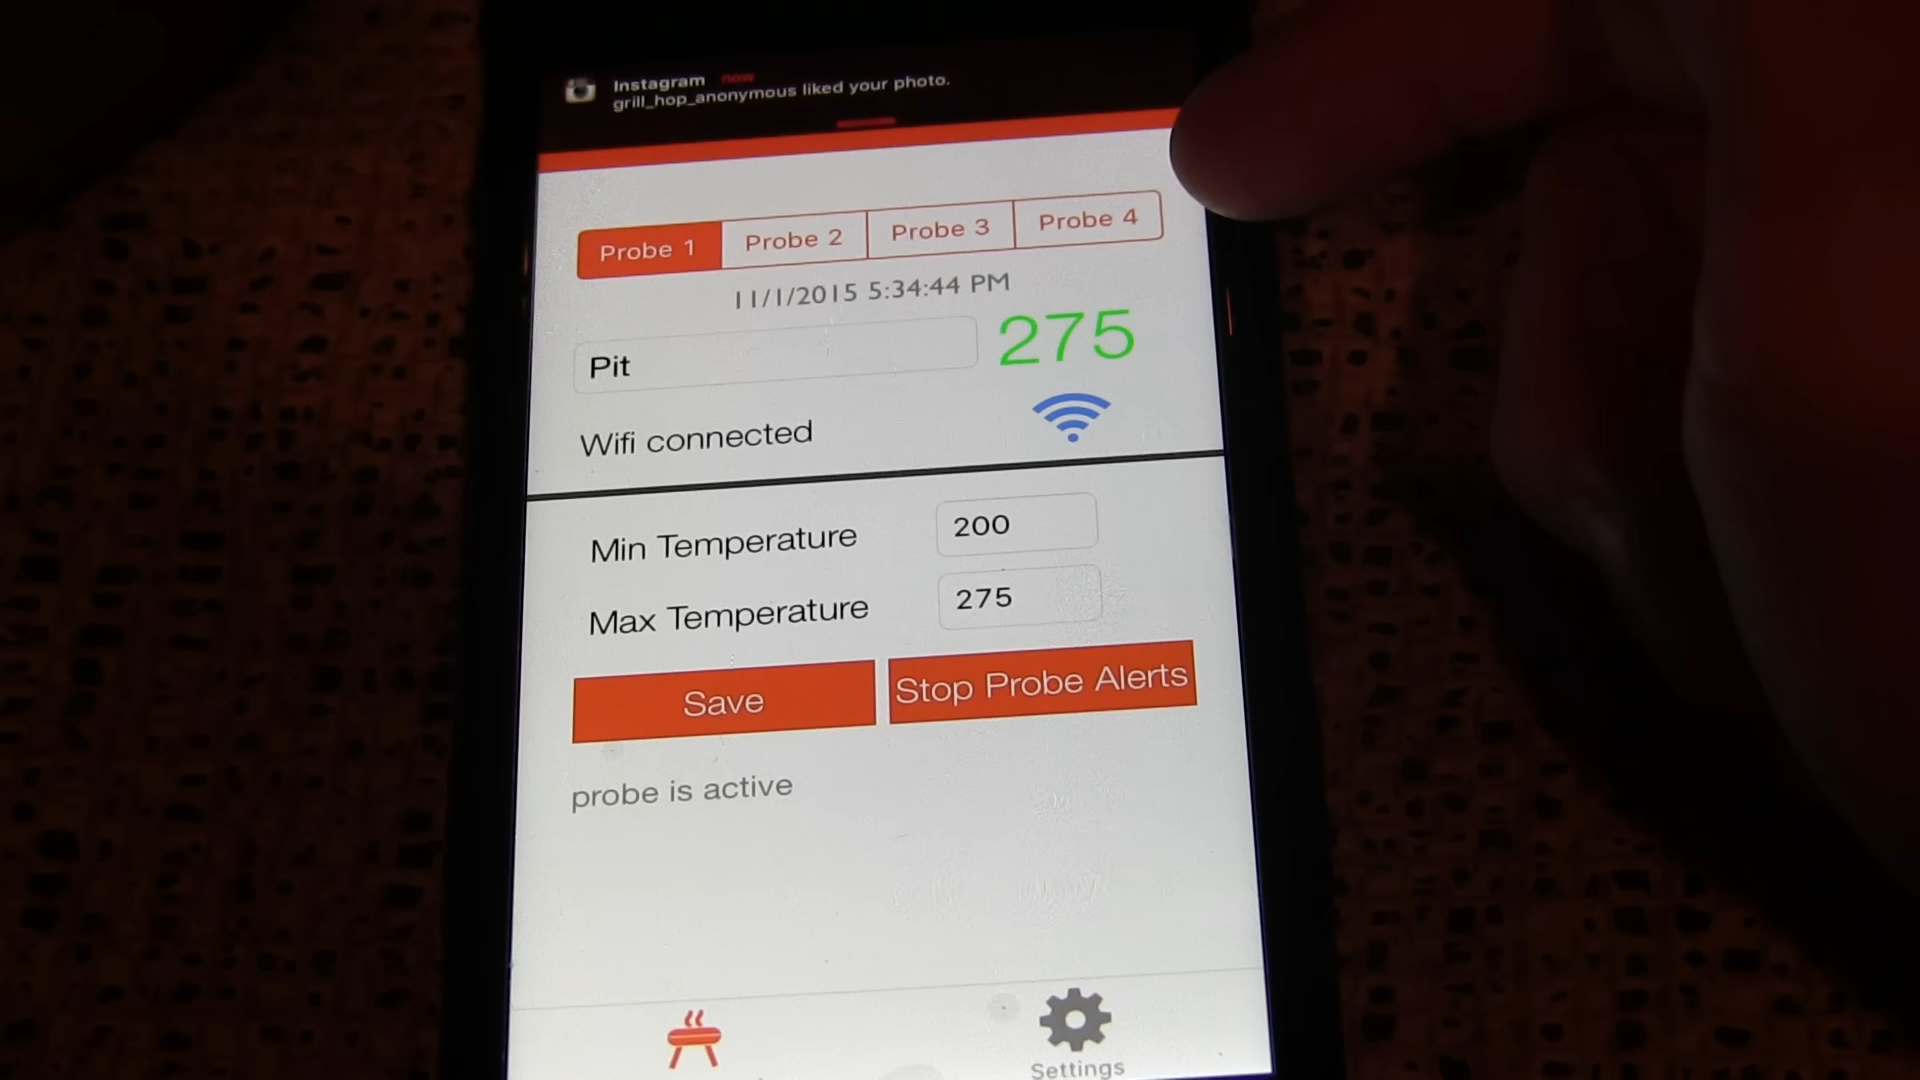 Instagram now
grill_hop_anonymous liked your photo.
Probe 1 Probe 2 Probe 3 Probe 4
11/1/2015 5:34:44 PM
Pit 275
Wifi connected
Min Temperature 200
Max Temperature 275
Save Stop Probe Alerts
probe is active
Settings